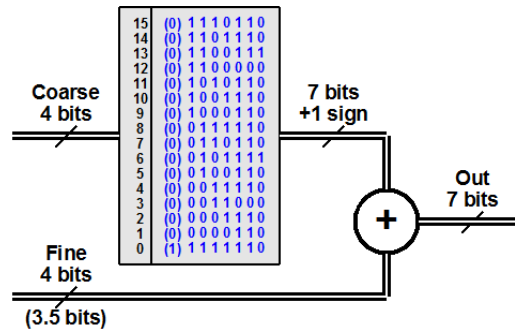 15 (0) 1 1 1 0 1 1 0
14 (0) 1 1 0 1 1 1 0
13 (0) 1 1 0 0 1 1 1
12 (0) 1 1 0 0 0 0 0
11 (0) 1 0 1 0 1 1 0
10 (0) 1 0 0 1 1 1 0
9 (0) 1 0 0 0 1 1 0
8 (0) 0 1 1 1 1 1 0
7 (0) 0 1 1 0 1 1 0
6 (0) 0 1 0 1 1 1 1
5 (0) 0 1 0 0 1 1 0
4 (0) 0 0 1 1 1 1 0
3 (0) 0 0 1 1 0 0 0
2 (0) 0 0 0 1 1 1 0
1 (0) 0 0 0 0 1 1 0
0 (1) 1 1 1 1 1 1 0
Coarse
4 bits
7 bits
+1 sign
Out
7 bits
+
Fine
4 bits
(3.5 bits)